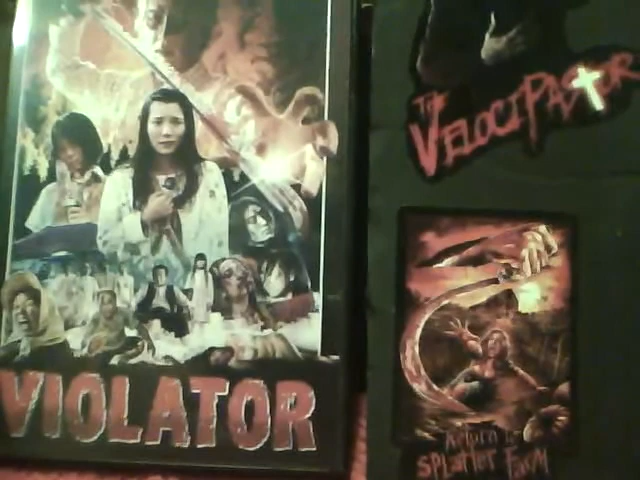 VIOLATOR
THE
VELOCIPASTOR
Return to
SPLATTER FARM